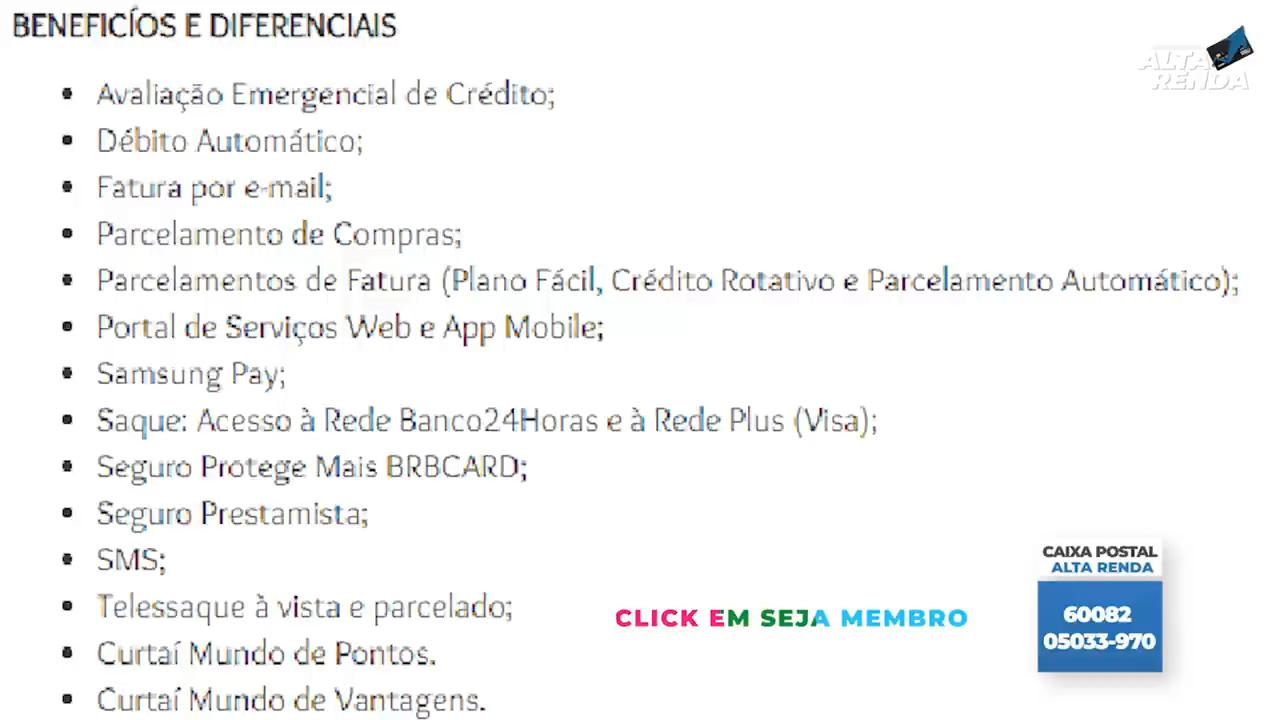 BENEFICÍOS E DIFERENCIAIS
ALTA
RENDA
• Avaliação Emergencial de Crédito;
• Débito Automático;
• Fatura por e-mail;
• Parcelamento de Compras;
• Parcelamentos de Fatura (Plano Fácil, Crédito Rotativo e Parcelamento Automático);
• Portal de Serviços Web e App Mobile;
• Samsung Pay;
• Saque: Acesso à Rede Banco24Horas e à Rede Plus (Visa);
• Seguro Protege Mais BRBCARD;
• Seguro Prestamista;
• SMS;
• Telessaque à vista e parcelado;
• Curtaí Mundo de Pontos.
• Curtaí Mundo de Vantagens.
CLICK EM SEJA MEMBRO
CAIXA POSTAL
ALTA RENDA
60082
05033-970